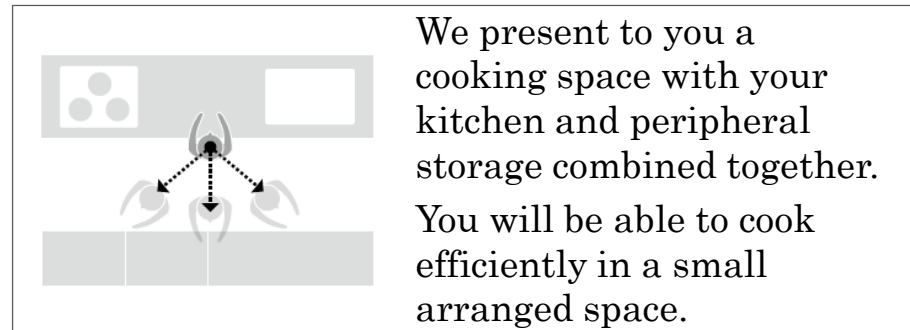 We present to you a
cooking space with your
kitchen and peripheral
storage combined together.
You will be able to cook
efficiently in a small
arranged space.